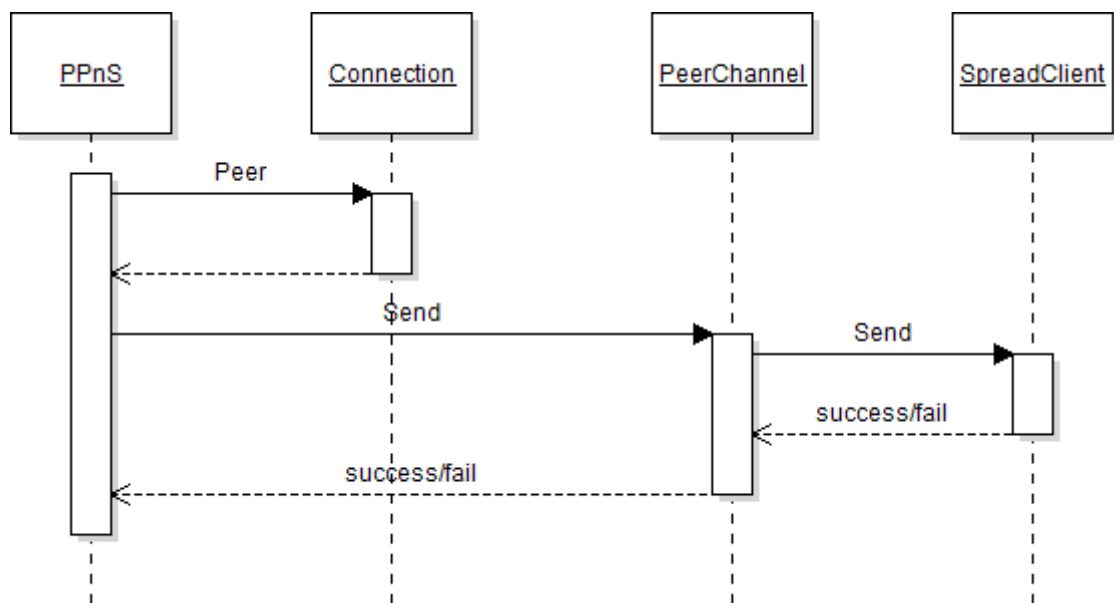 PPnS
Connection
PeerChannel
SpreadClient
Peer
Send
Send
success/fail
success/fail